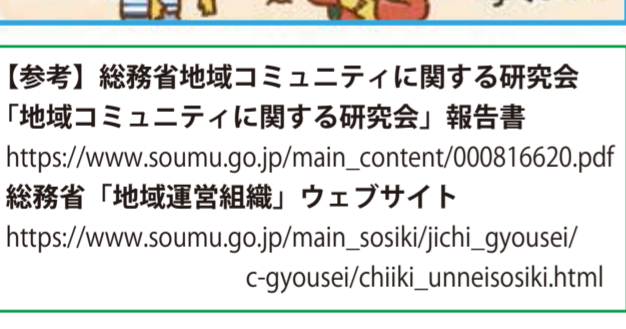 【参考】総務省地域コミュニティに関する研究会
「地域コミュニティに関する研究会」報告書
https://www.soumu.go.jp/main_content/000816620.pdf
総務省「地域運営組織」ウェブサイト
https://www.soumu.go.jp/main_sosiki/jichi_gyousei/
c-gyousei/chiiki_unneisosiki.html